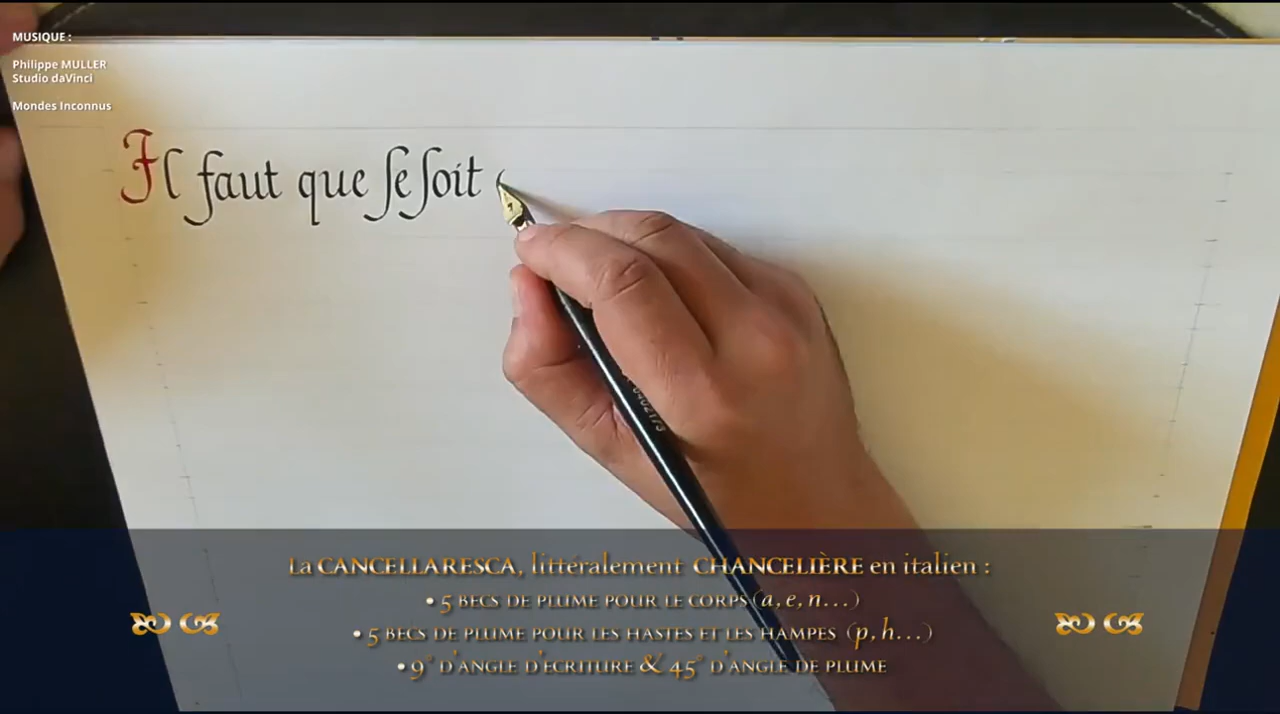 MUSIQUE :
Philippe MULLER
Studio daVinci
Mondes Inconnus
Il faut que ſe ſoit
La CANCELLARESCA, littéralement CHANCELIÈRE en italien :
• 5 BECS DE PLUME POUR LE CORPS (a, e, n...)
• 5 BECS DE PLUME POUR LES HASTES ET LES HAMPES (p, h...)
• 9° D'ANGLE D'ECRITURE & 45° D'ANGLE DE PLUME